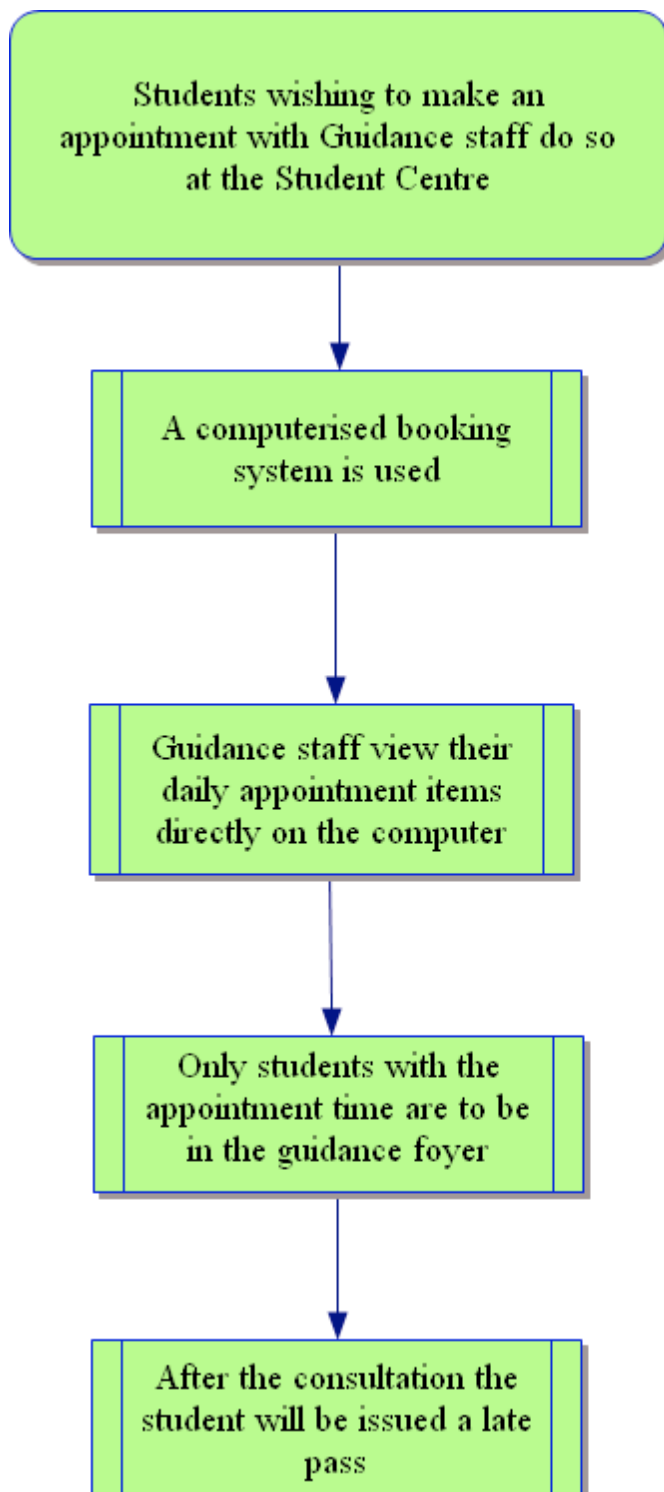 Students wishing to make an
appointment with Guidance staff do so
at the Student Centre
A computerised booking
system is used
Guidance staff view their
daily appointment items
directly on the computer
Only students with the
appointment time are to be
in the guidance foyer
After the consultation the
student will be issued a late
pass